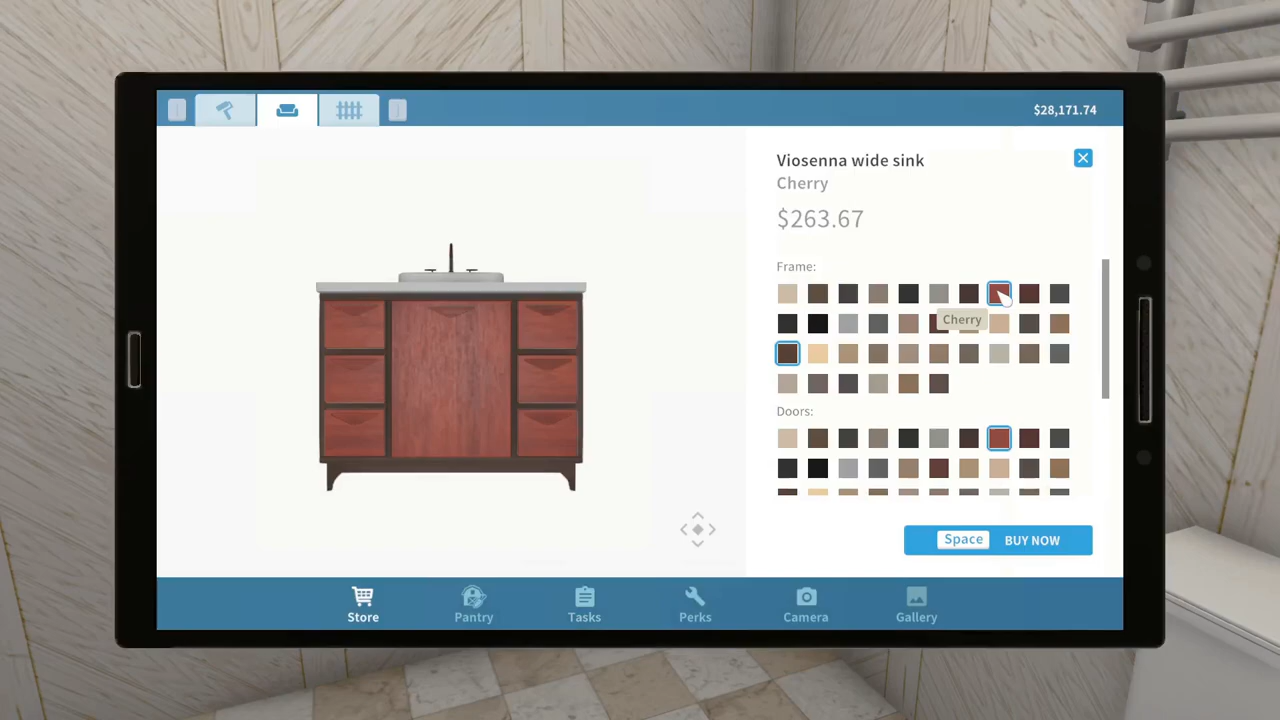 $28,171.74
Viosenna wide sink
Cherry
$263.67
Frame:
Cherry
Doors:
Space BUY NOW
Store
Pantry
Tasks
Perks
Camera
Gallery